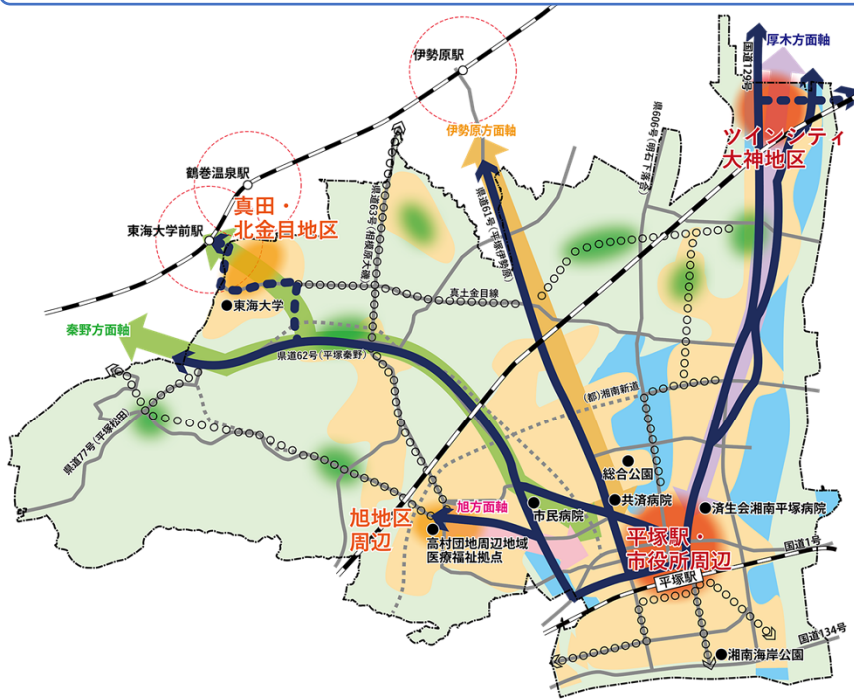 伊勢原駅
国道129号
厚木方面軸
ツインシティ
大神地区
伊勢原方面軸
県606号(明石下落合)
鶴巻温泉駅
真田・
北金目地区
東海大学前駅
県道63号(相模原大磯)
県道61号(平塚伊勢原)
東海大学
真土金目線
秦野方面軸
県道62号(平塚秦野)
(都)湘南新道
県道77号(平塚松田)
総合公園
共済病院
旭地区
周辺
旭方面軸
市民病院
済生会湘南平塚病院
高村団地周辺地域
医療福祉拠点
平塚駅・
市役所周辺
国道1号
平塚駅
国道134号
湘南海岸公園